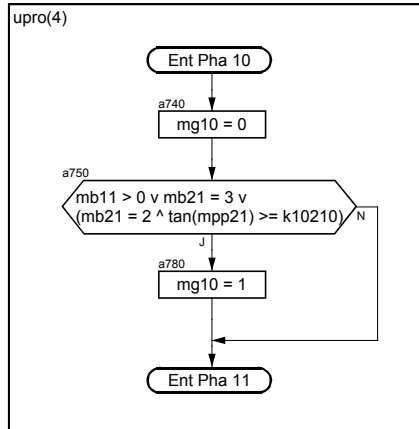 upro(4)
Ent Pha 10
a740
mg10 = 0
a750
mb11 > 0 v mb21 = 3 v
(mb21 = 2 ^ tan(mpp21) >= k10210)
N
J
a780
mg10 = 1
Ent Pha 11